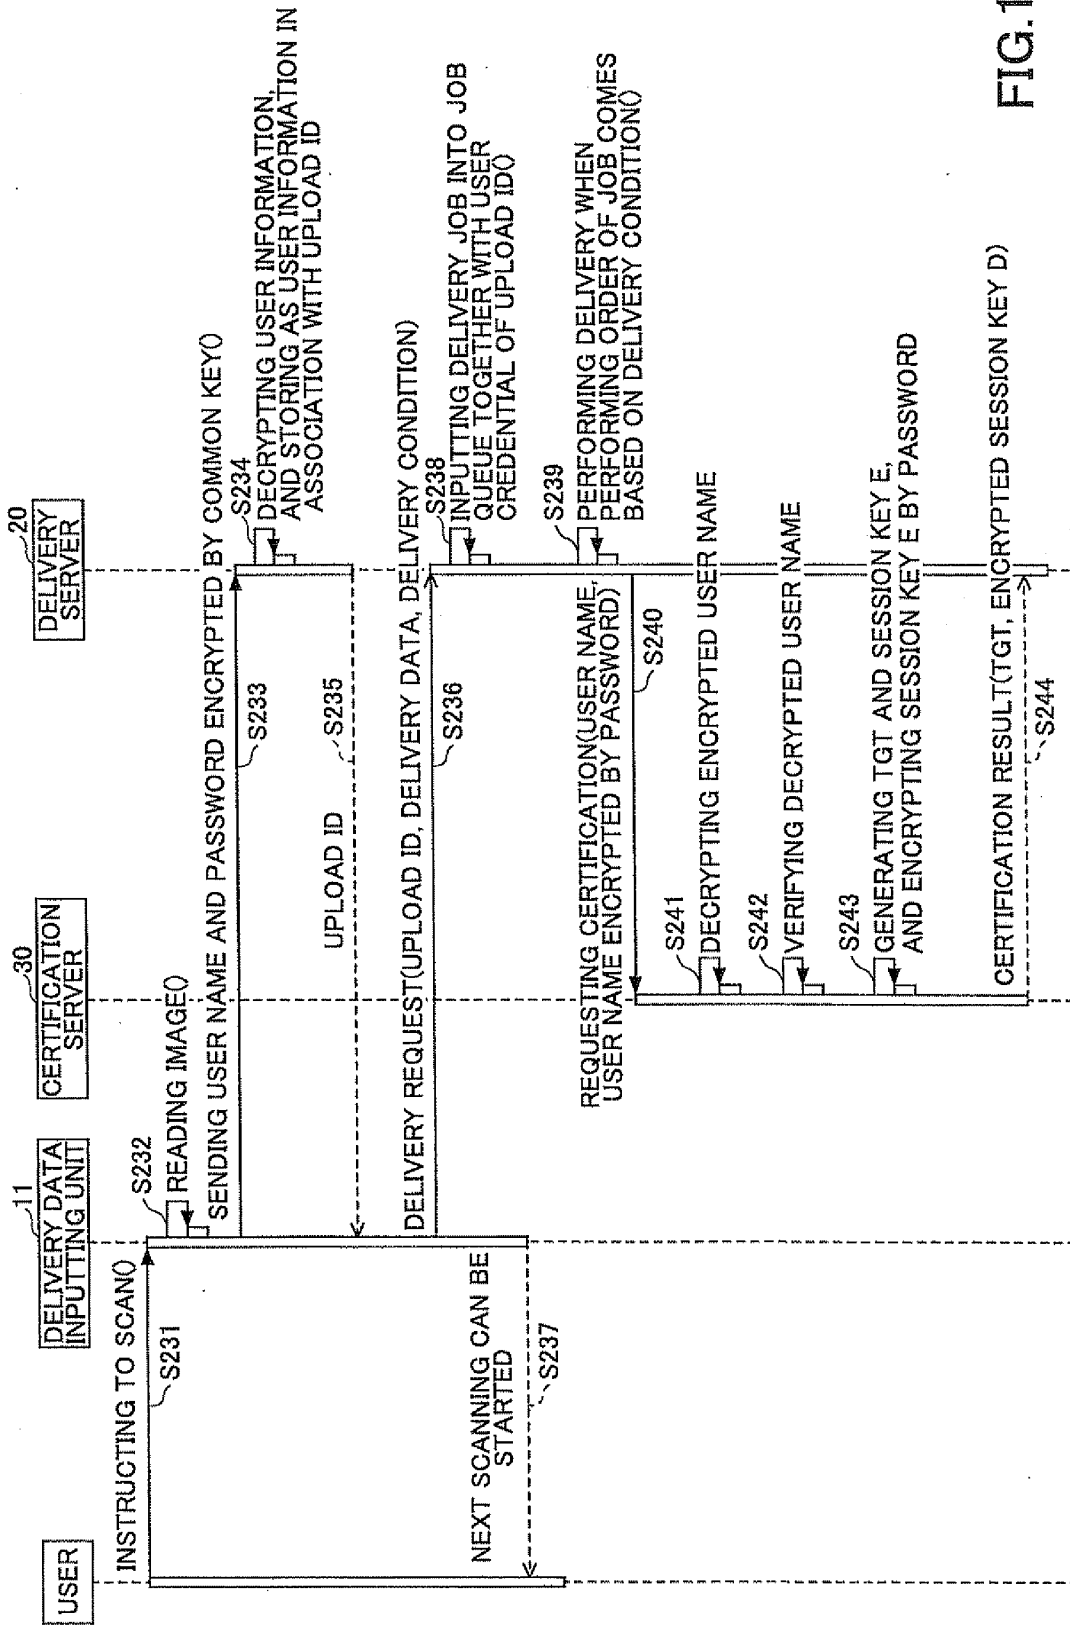 USER
11
DELIVERY DATA
INPUTTING UNIT
30
CERTIFICATION
SERVER
20
DELIVERY
SERVER
INSTRUCTING TO SCAN()
S231
S232
READING IMAGE()
SENDING USER NAME AND PASSWORD ENCRYPTED BY COMMON KEY()
S233
S234
DECRYPTING USER INFORMATION,
AND STORING AS USER INFORMATION IN
ASSOCIATION WITH UPLOAD ID
UPLOAD ID
S235
DELIVERY REQUEST(UPLOAD ID, DELIVERY DATA, DELIVERY CONDITION)
S236
NEXT SCANNING CAN BE
STARTED
S237
S238
INPUTTING DELIVERY JOB INTO JOB
QUEUE TOGETHER WITH USER
CREDENTIAL OF UPLOAD ID()
S239
PERFORMING DELIVERY WHEN
PERFORMING ORDER OF JOB COMES
BASED ON DELIVERY CONDITION()
REQUESTING CERTIFICATION(USER NAME,
USER NAME ENCRYPTED BY PASSWORD)
S240
S241
DECRYPTING ENCRYPTED USER NAME
S242
VERIFYING DECRYPTED USER NAME
S243
GENERATING TGT AND SESSION KEY E,
AND ENCRYPTING SESSION KEY E BY PASSWORD
CERTIFICATION RESULT(TGT, ENCRYPTED SESSION KEY D)
S244
FIG.1